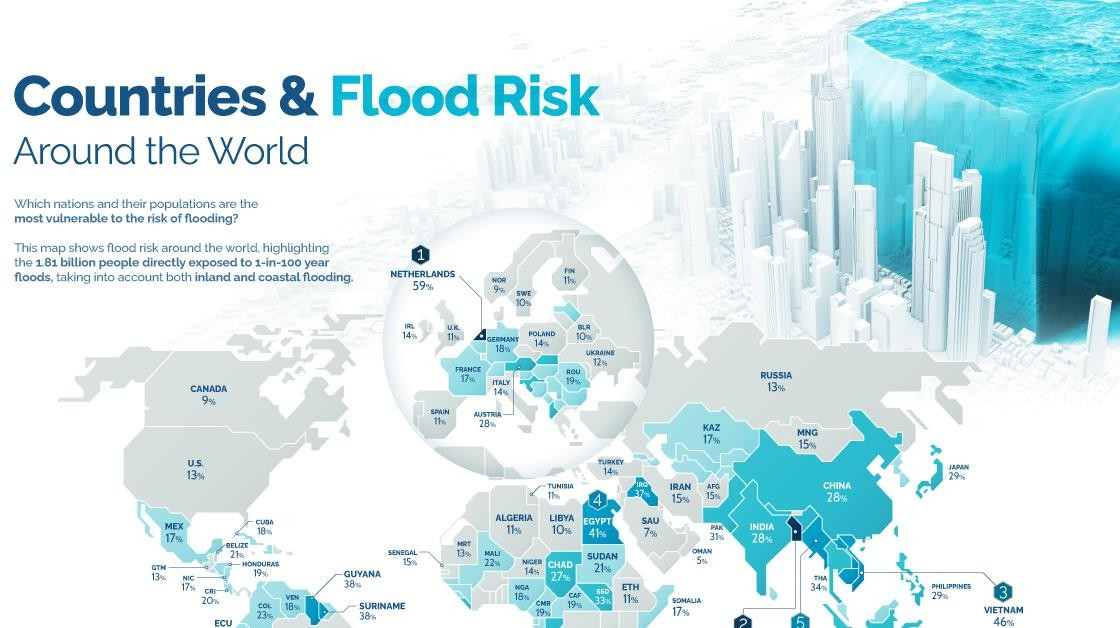 Countries & Flood Risk
Around the World
Which nations and their populations are the
most vulnerable to the risk of flooding?
This map shows flood risk around the world, highlighting
the 1.81 billion people directly exposed to 1-in-100 year
floods, taking into account both inland and coastal flooding.
1
NETHERLANDS
59%
NOR
9%
SWE
10%
FIN
11%
IRL
14%
U.K.
11%
GERMANY
18%
POLAND
14%
BLR
10%
UKRAINE
12%
FRANCE
17%
ITALY
14%
ROU
19%
SPAIN
11%
AUSTRIA
28%
CANADA
9%
U.S.
13%
MEX
17%
CUBA
18%
BELIZE
21%
HONDURAS
19%
GTM
13%
NIC
17%
CRI
20%
GUYANA
38%
SURINAME
38%
VEN
18%
COL
23%
ECU
RUSSIA
13%
KAZ
17%
MNG
15%
CHINA
28%
JAPAN
29%
TURKEY
14%
IRQ
37%
IRAN
15%
AFG
15%
PAK
31%
INDIA
28%
TUNISIA
11%
ALGERIA
11%
LIBYA
10%
4
EGYPT
41%
SAU
7%
OMAN
5%
SENEGAL
15%
MRT
13%
MALI
22%
NIGER
14%
CHAD
27%
SUDAN
21%
NGA
18%
CMR
19%
CAF
19%
SSD
33%
ETH
11%
SOMALIA
17%
THA
34%
PHILIPPINES
29%
3
VIETNAM
46%
2
5